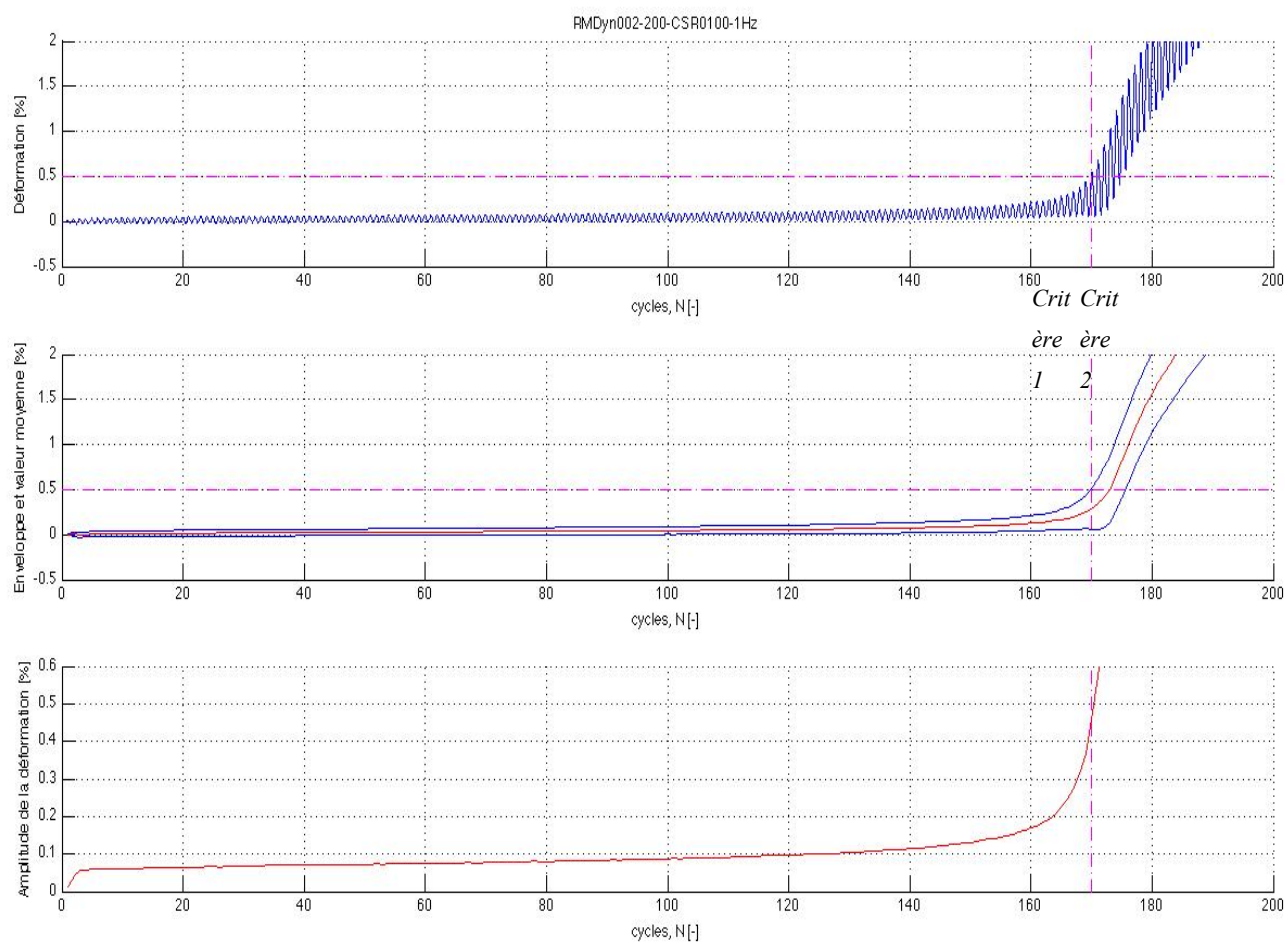 RMDyn002-200-CSR0100-1Hz
Déformation [%]
2
1.5
1
0.5
0
-0.5
0 20 40 60 80 100 120 140 160 180 200
cycles, N [-]
Crit Crit
ère ère
1 2
Enveloppe et valeur moyenne [%]
2
1.5
1
0.5
0
-0.5
0 20 40 60 80 100 120 140 160 180 200
cycles, N [-]
Amplitude de la déformation [%]
0.6
0.5
0.4
0.3
0.2
0.1
0
0 20 40 60 80 100 120 140 160 180 200
cycles, N [-]